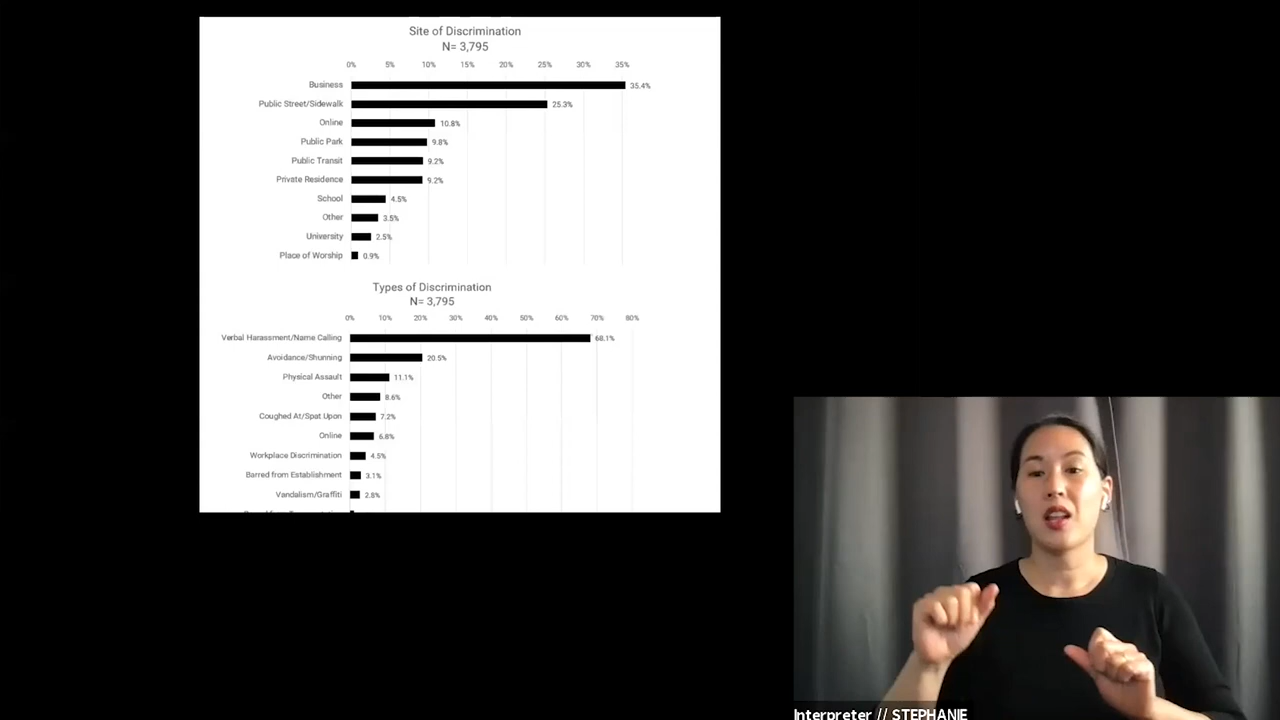 Site of Discrimination
N= 3,795
0% 5% 10% 15% 20% 25% 30% 35%
Business 35.4%
Public Street/Sidewalk 25.3%
Online 10.8%
Public Park 9.8%
Public Transit 9.2%
Private Residence 9.2%
School 4.5%
Other 3.5%
University 2.5%
Place of Worship 0.9%
Types of Discrimination
N= 3,795
0% 10% 20% 30% 40% 50% 60% 70% 80%
Verbal Harassment/Name Calling 68.1%
Avoidance/Shunning 20.5%
Physical Assault 11.1%
Other 8.6%
Coughed At/Spat Upon 7.2%
Online 6.8%
Workplace Discrimination 4.5%
Barred from Establishment 3.1%
Vandalism/Graffiti 2.8%
Interpreter // STEPHANIE